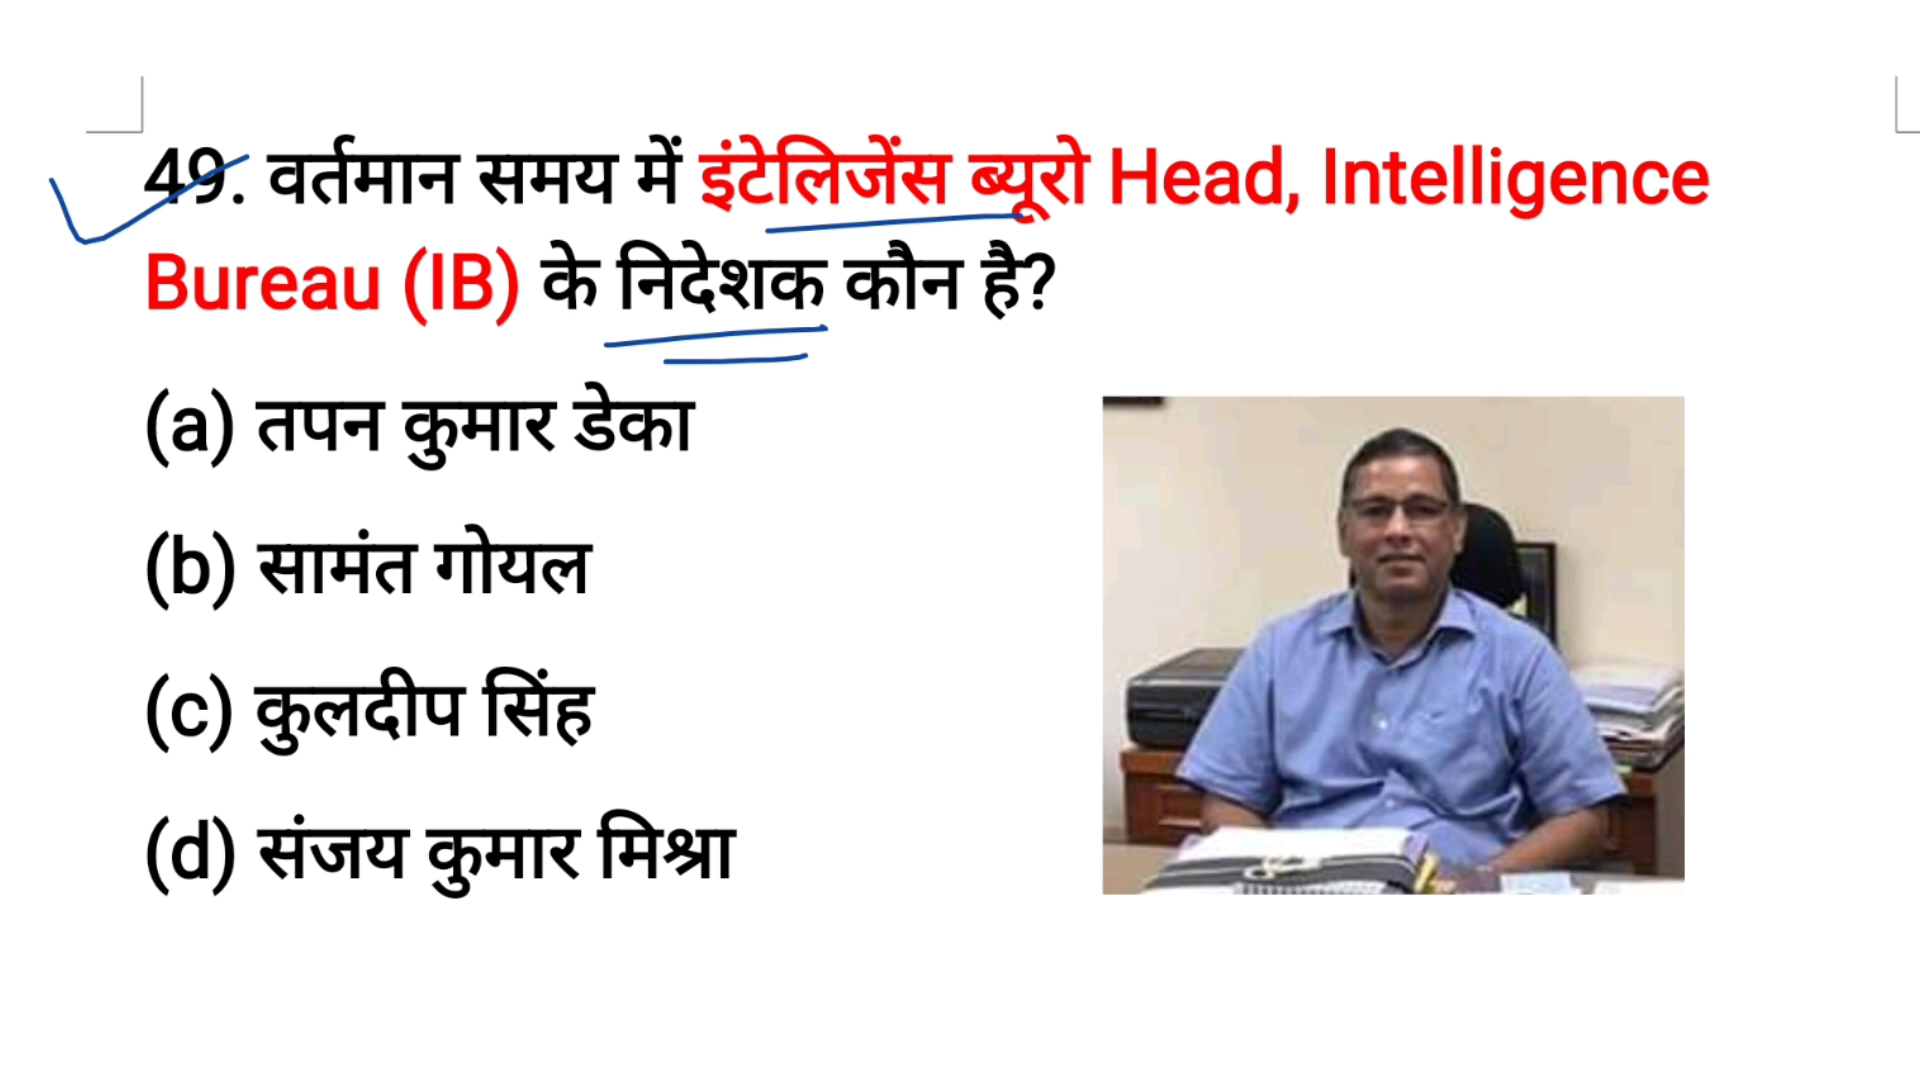 49. वर्तमान समय में इंटेलिजेंस ब्यूरो Head, Intelligence
Bureau (IB) के निदेशक कौन है?
(a) तपन कुमार डेका
(b) सामंत गोयल
(c) कुलदीप सिंह
(d) संजय कुमार मिश्रा